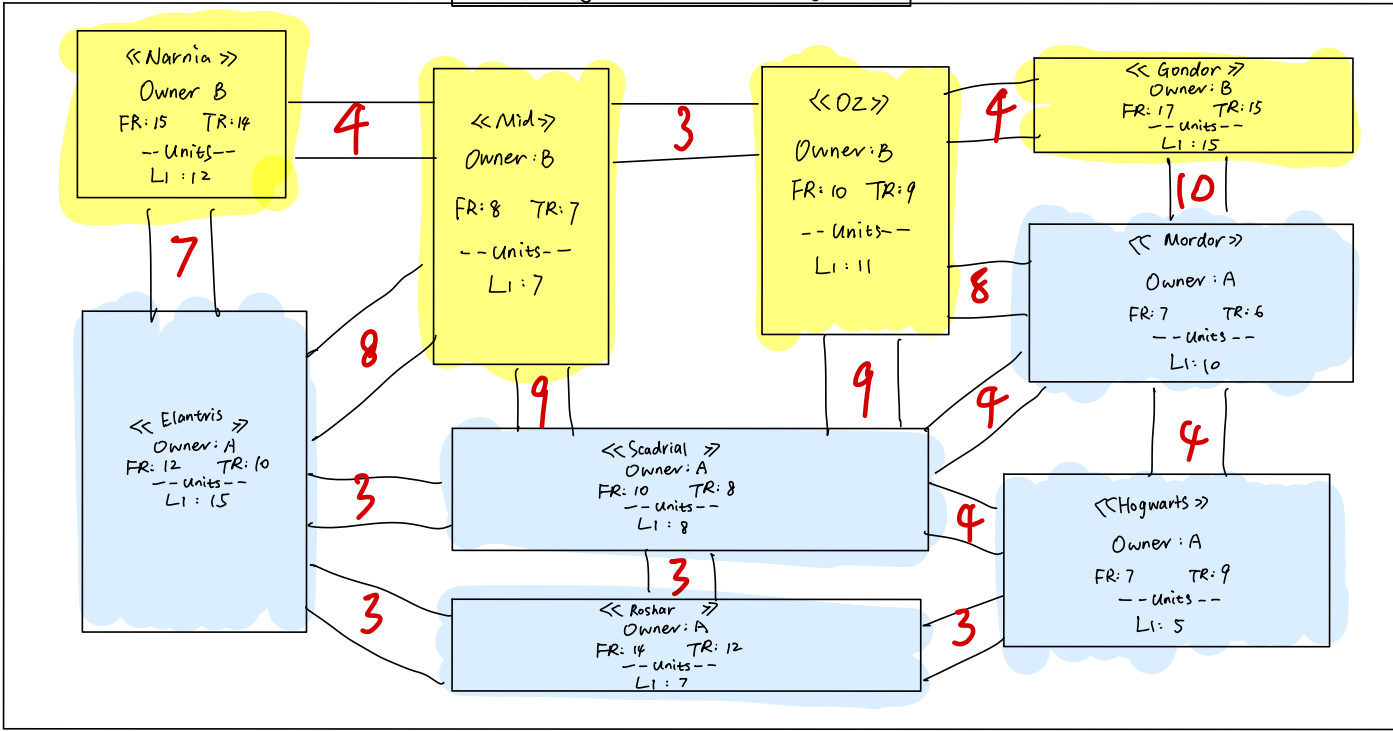 << Narnia >>
Owner B
FR: 15 TR: 14
-- Units --
L1 : 12
4
<< Mid >>
Owner : B
FR: 8 TR: 7
-- Units --
L1 : 7
3
<< OZ >>
Owner : B
FR: 10 TR: 9
-- Units --
L1 : 11
4
<< Gondor >>
Owner : B
FR: 17 TR: 15
-- Units --
L1 : 15
10
7
8
9
9
8
<< Mordor >>
Owner : A
FR: 7 TR: 6
-- Units --
L1 : 10
4
4
<< Elantris >>
Owner : A
FR: 12 TR: 10
-- Units --
L1 : 15
3
<< Scadrial >>
Owner : A
FR: 10 TR: 8
-- Units --
L1 : 8
4
<< Hogwarts >>
Owner : A
FR: 7 TR: 9
-- Units --
L1 : 5
3
3
<< Roshar >>
Owner : A
FR: 14 TR: 12
-- Units --
L1 : 7
3